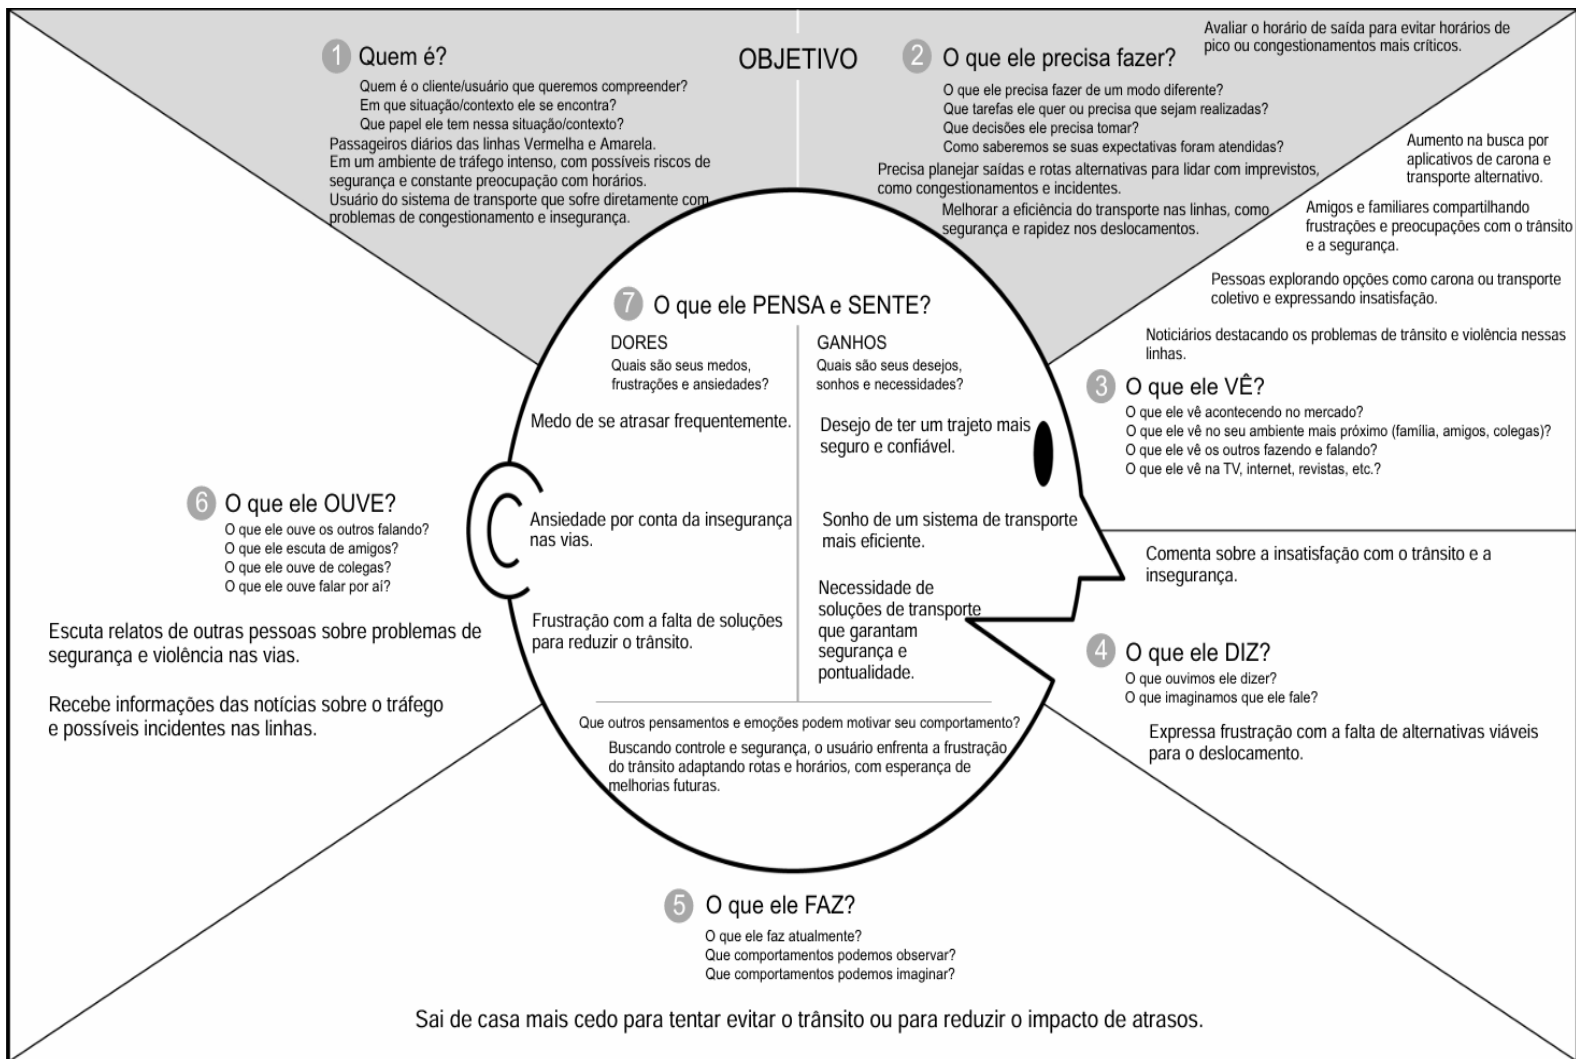 OBJETIVO
1 Quem é?
Quem é o cliente/usuário que queremos compreender?
Em que situação/contexto ele se encontra?
Que papel ele tem nessa situação/contexto?
Passageiros diários das linhas Vermelha e Amarela.
Em um ambiente de tráfego intenso, com possíveis riscos de
segurança e constante preocupação com horários.
Usuário do sistema de transporte que sofre diretamente com
problemas de congestionamento e insegurança.
2 O que ele precisa fazer?
O que ele precisa fazer de um modo diferente?
Que tarefas ele quer ou precisa que sejam realizadas?
Que decisões ele precisa tomar?
Como saberemos se suas expectativas foram atendidas?
Precisa planejar saídas e rotas alternativas para lidar com imprevistos,
como congestionamentos e incidentes.
Melhorar a eficiência do transporte nas linhas, como
segurança e rapidez nos deslocamentos.
Avaliar o horário de saída para evitar horários de
pico ou congestionamentos mais críticos.
Aumento na busca por
aplicativos de carona e
transporte alternativo.
Amigos e familiares compartilhando
frustrações e preocupações com o trânsito
e a segurança.
Pessoas explorando opções como carona ou transporte
coletivo e expressando insatisfação.
Noticiários destacando os problemas de trânsito e violência nessas
linhas.
3 O que ele VÊ?
O que ele vê acontecendo no mercado?
O que ele vê no seu ambiente mais próximo (família, amigos, colegas)?
O que ele vê os outros fazendo e falando?
O que ele vê na TV, internet, revistas, etc.?
Comenta sobre a insatisfação com o trânsito e a
insegurança.
4 O que ele DIZ?
O que ouvimos ele dizer?
O que imaginamos que ele fale?
Expressa frustração com a falta de alternativas viáveis
para o deslocamento.
5 O que ele FAZ?
O que ele faz atualmente?
Que comportamentos podemos observar?
Que comportamentos podemos imaginar?
Sai de casa mais cedo para tentar evitar o trânsito ou para reduzir o impacto de atrasos.
6 O que ele OUVE?
O que ele ouve os outros falando?
O que ele escuta de amigos?
O que ele ouve de colegas?
O que ele ouve falar por aí?
Escuta relatos de outras pessoas sobre problemas de
segurança e violência nas vias.
Recebe informações das notícias sobre o tráfego
e possíveis incidentes nas linhas.
7 O que ele PENSA e SENTE?
DORES
Quais são seus medos,
frustrações e ansiedades?
Medo de se atrasar frequentemente.
Ansiedade por conta da insegurança
nas vias.
Frustração com a falta de soluções
para reduzir o trânsito.
GANHOS
Quais são seus desejos,
sonhos e necessidades?
Desejo de ter um trajeto mais
seguro e confiável.
Sonho de um sistema de transporte
mais eficiente.
Necessidade de
soluções de transporte
que garantam
segurança e
pontualidade.
Que outros pensamentos e emoções podem motivar seu comportamento?
Buscando controle e segurança, o usuário enfrenta a frustração
do trânsito adaptando rotas e horários, com esperança de
melhorias futuras.